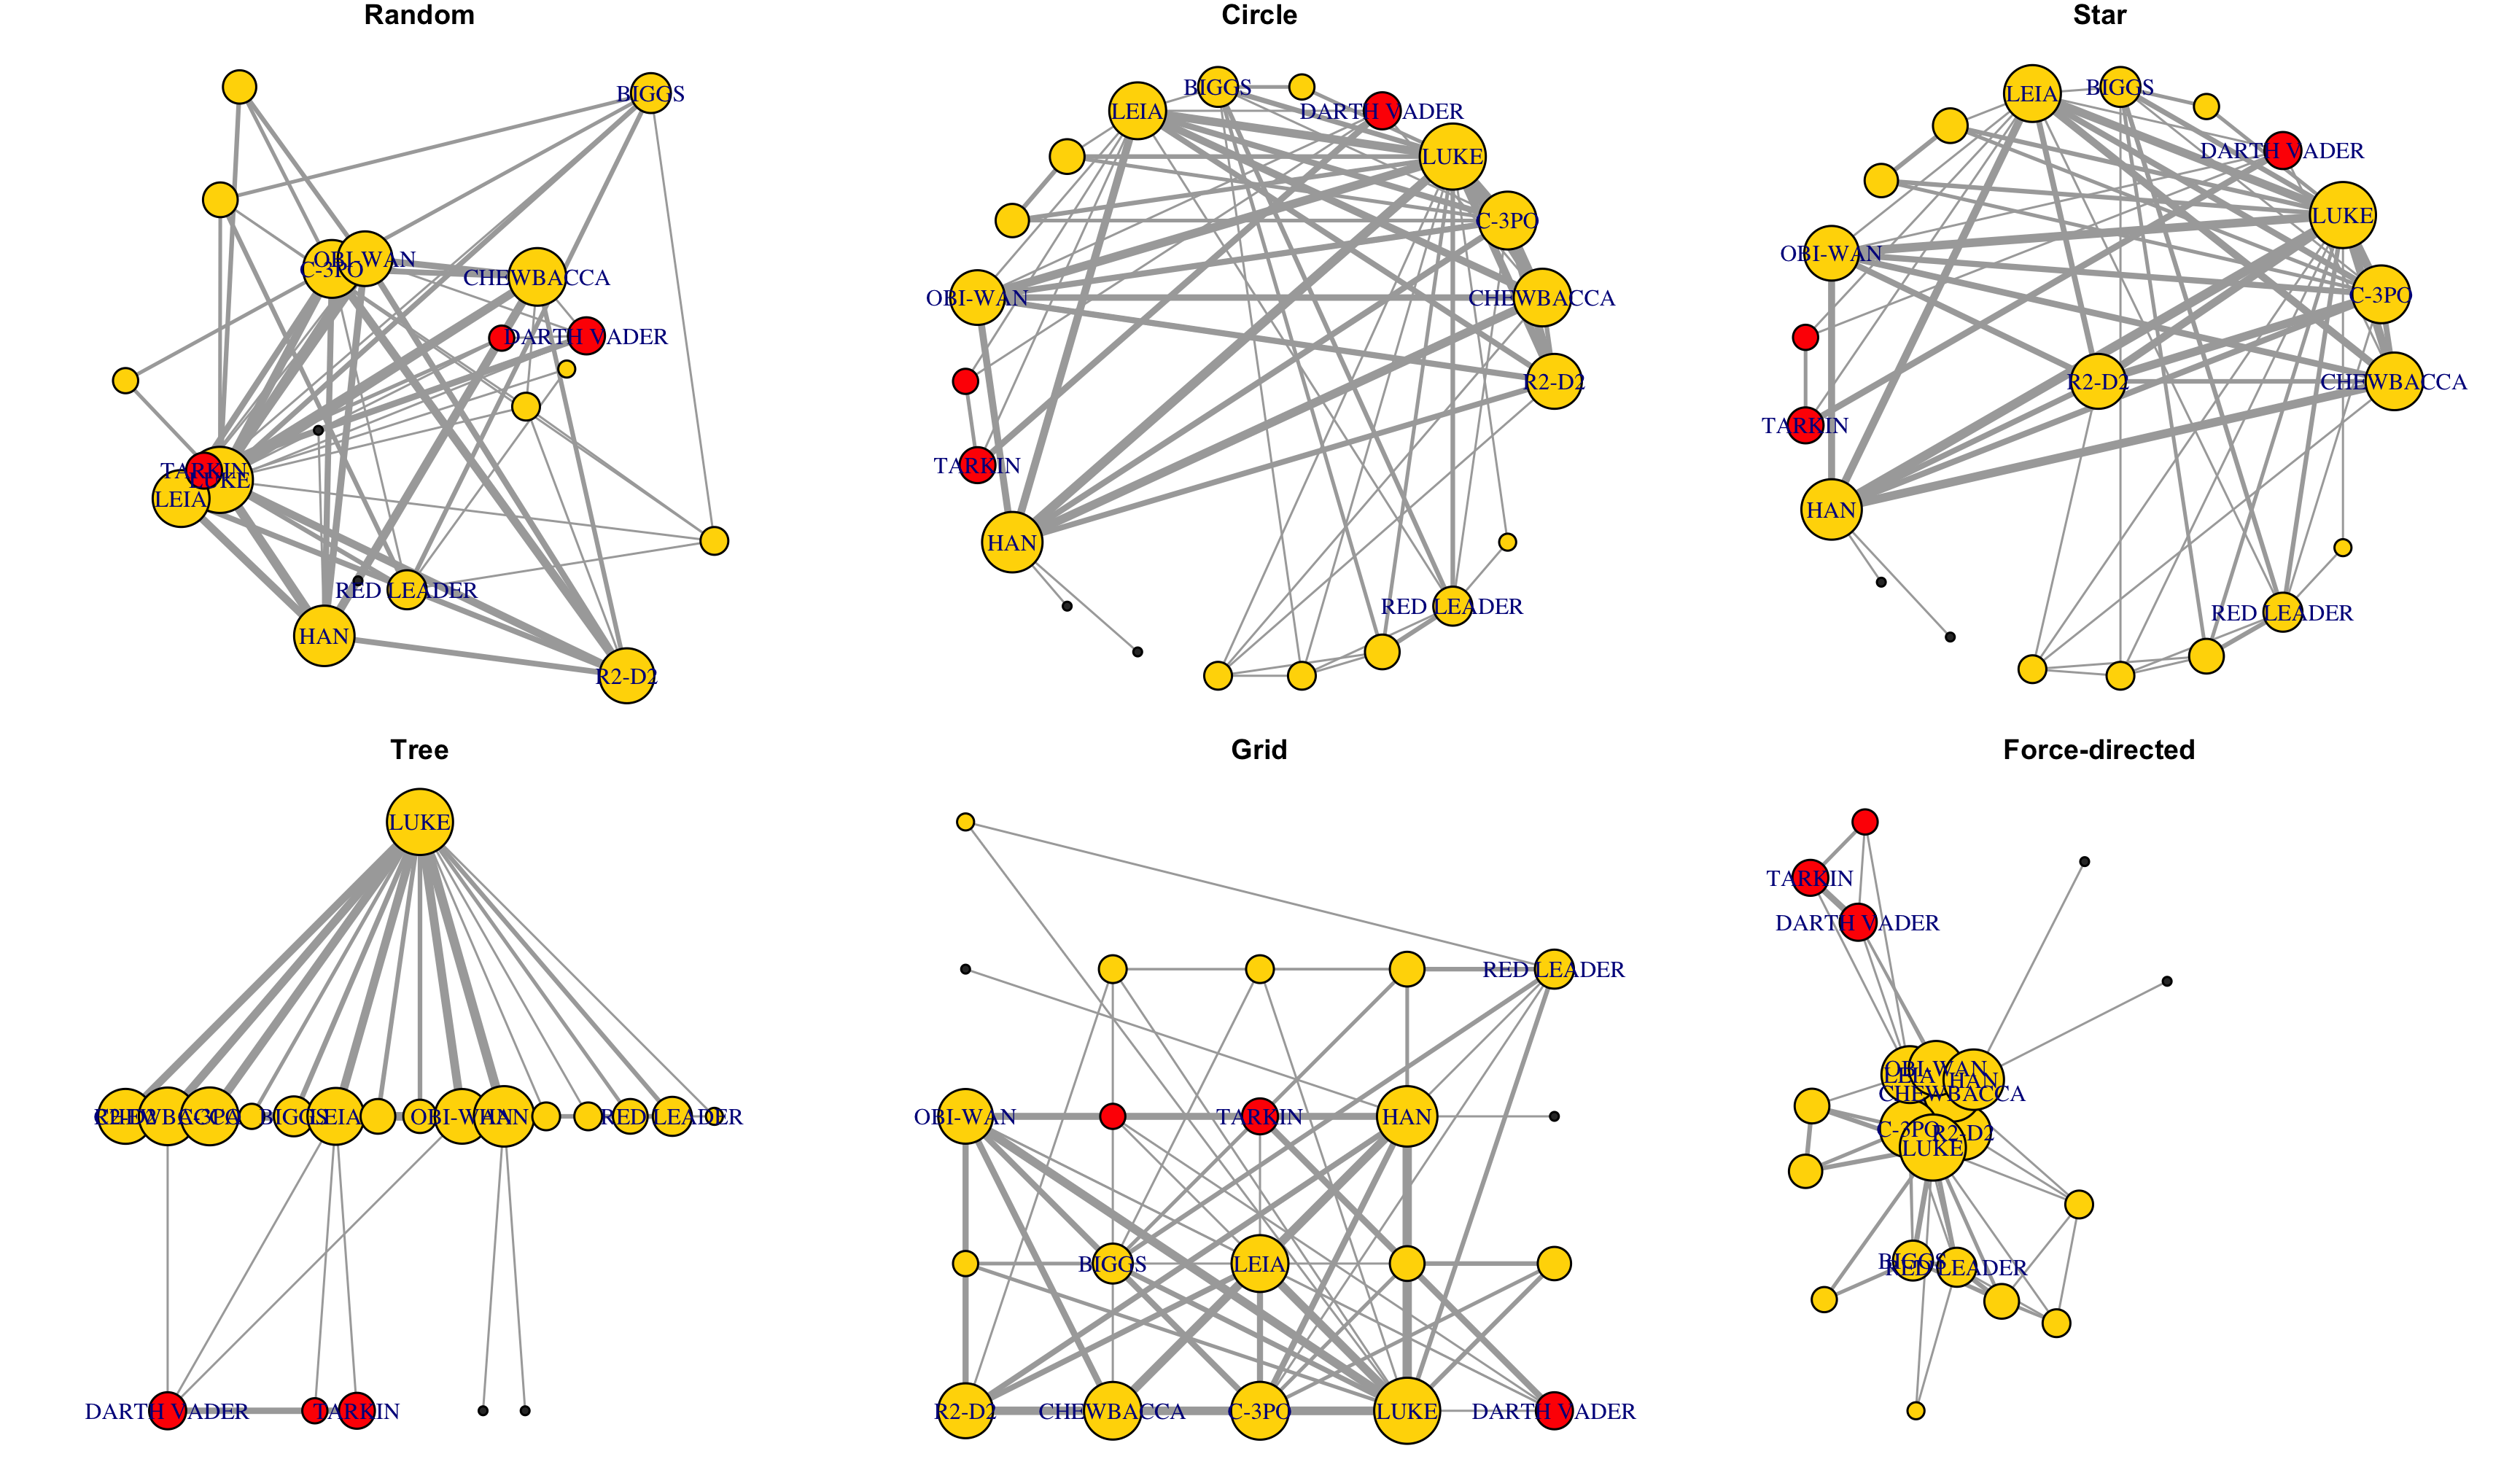 Random
BIGGS
OBI-WAN
C-3PO
CHEWBACCA
DARTH VADER
TARKIN
LUKE
LEIA
RED LEADER
HAN
R2-D2
Circle
BIGGS
LEIA
DARTH VADER
LUKE
C-3PO
OBI-WAN
CHEWBACCA
R2-D2
TARKIN
HAN
RED LEADER
Star
LEIA
BIGGS
DARTH VADER
LUKE
OBI-WAN
C-3PO
R2-D2
CHEWBACCA
TARKIN
HAN
RED LEADER
Tree
LUKE
R2-D2
CHEWBACCA
C-3PO
BIGGS
LEIA
OBI-WAN
HAN
RED LEADER
DARTH VADER
TARKIN
Grid
RED LEADER
OBI-WAN
TARKIN
HAN
BIGGS
LEIA
R2-D2
CHEWBACCA
C-3PO
LUKE
DARTH VADER
Force-directed
TARKIN
DARTH VADER
OBI-WAN
LEIA
HAN
CHEWBACCA
C-3PO
R2-D2
LUKE
BIGGS
RED LEADER